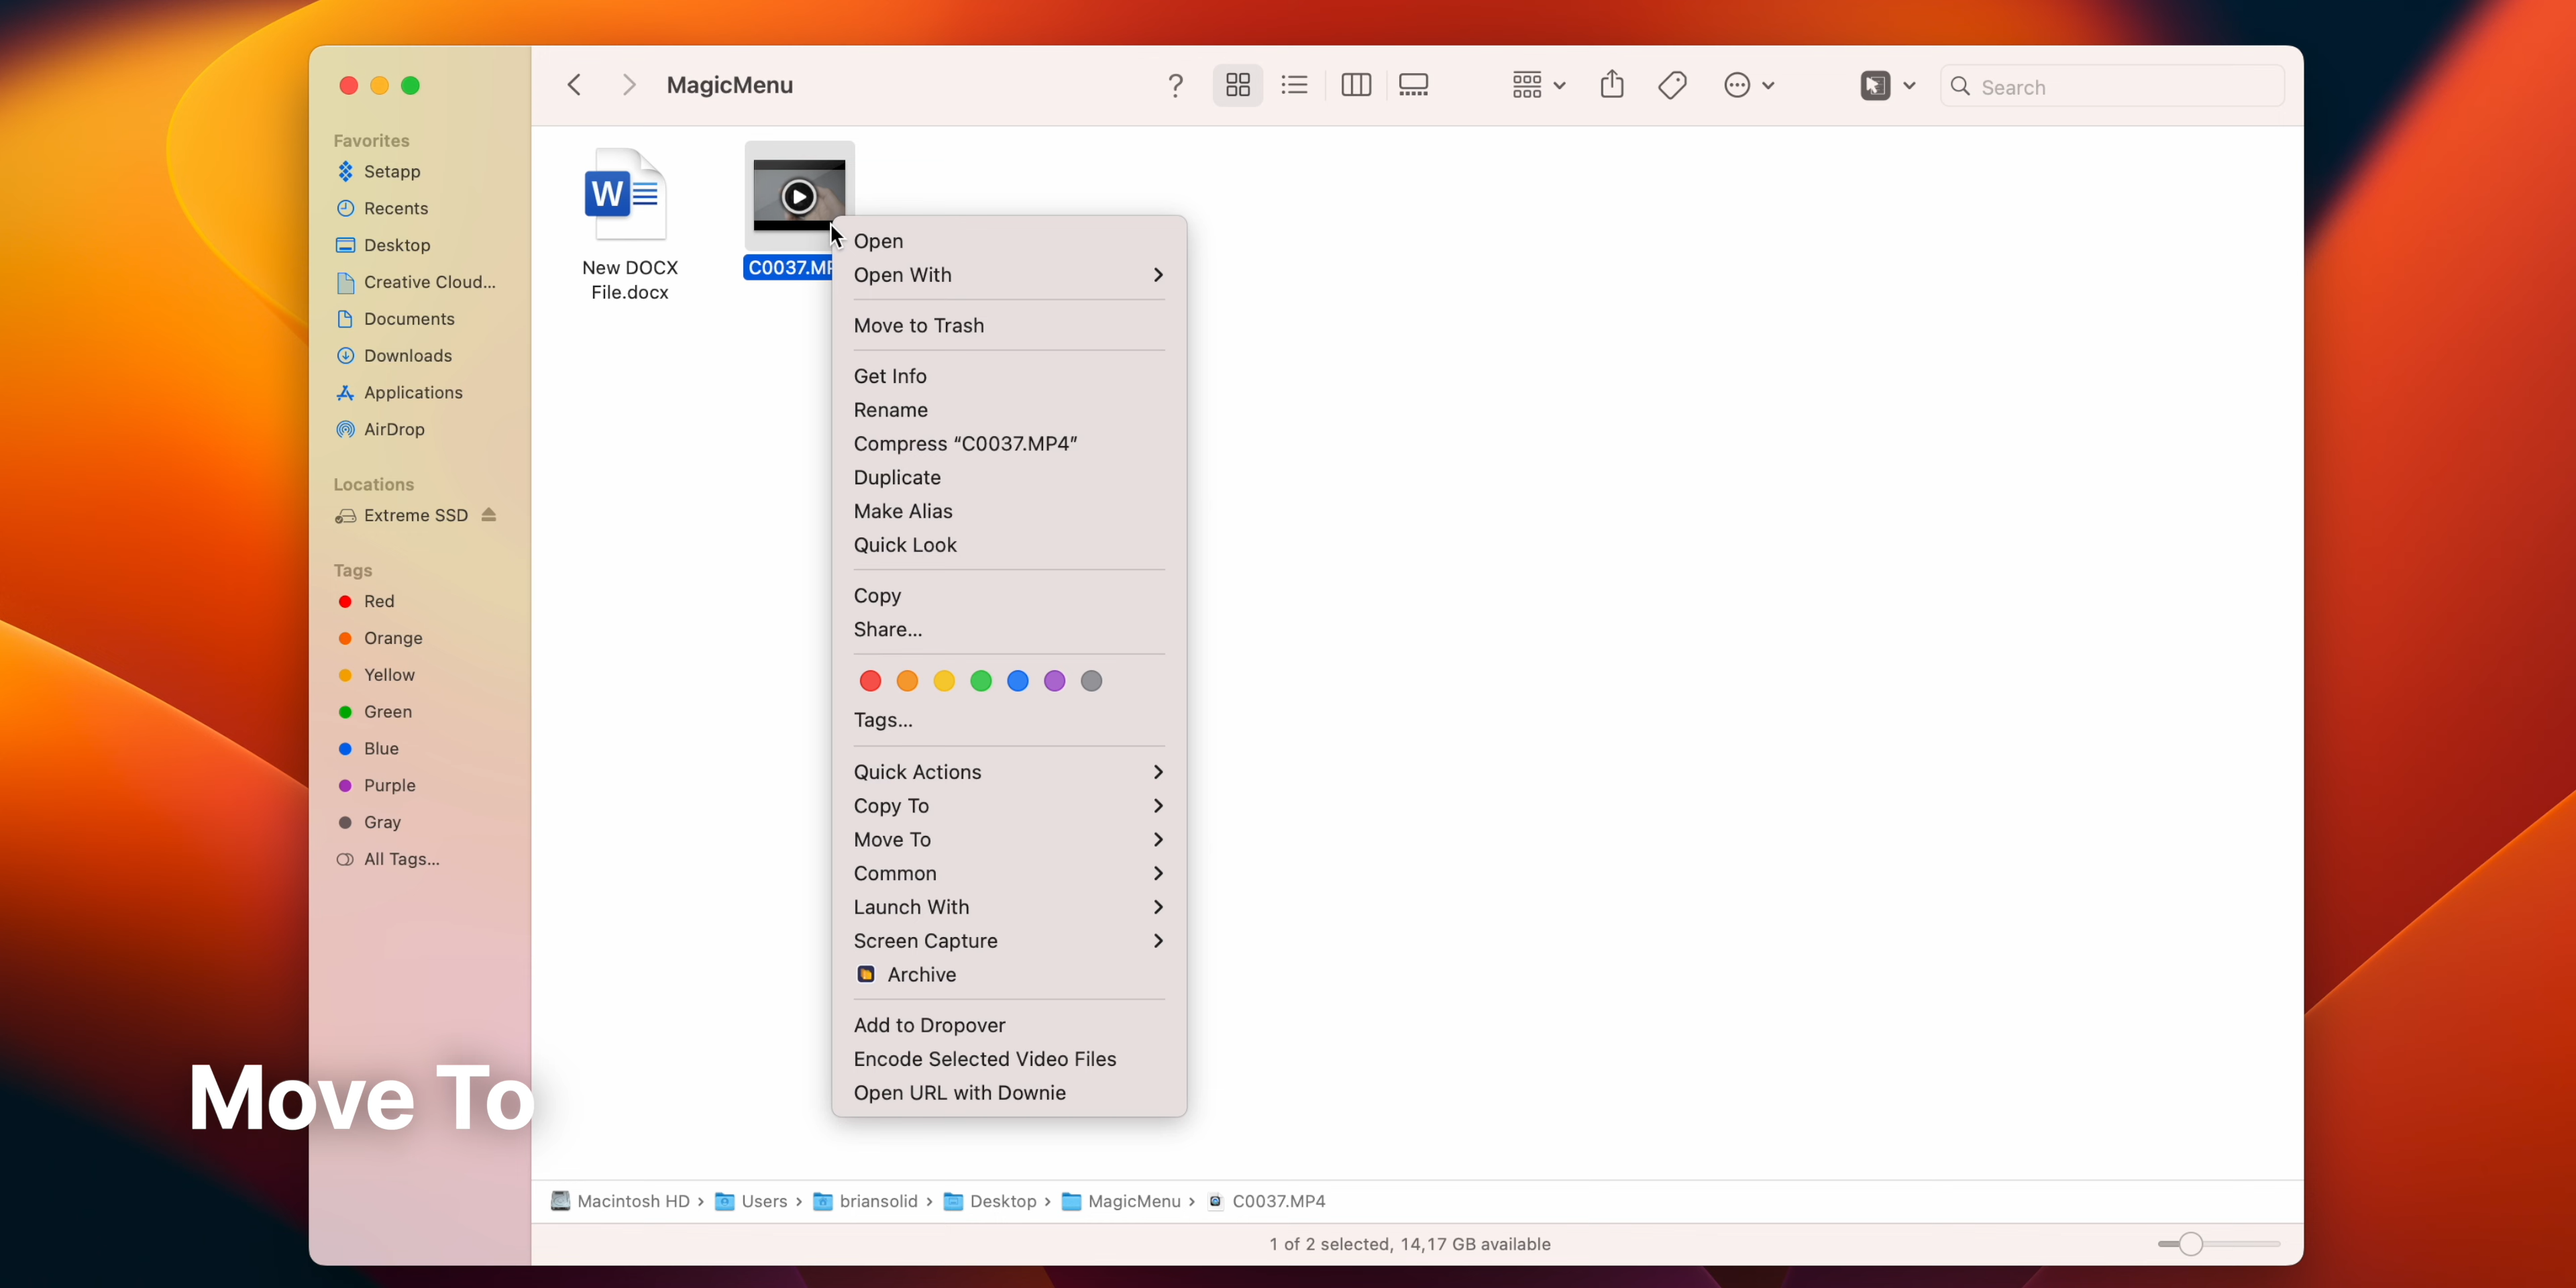 MagicMenu
?
Search
Favorites
Setapp
Recents
Desktop
Creative Cloud...
Documents
Downloads
Applications
AirDrop
Locations
Extreme SSD
Tags
Red
Orange
Yellow
Green
Blue
Purple
Gray
All Tags...
W
New DOCX
File.docx
C0037.MP
Open
Open With
Move to Trash
Get Info
Rename
Compress “C0037.MP4”
Duplicate
Make Alias
Quick Look
Copy
Share...
Tags...
Quick Actions
Copy To
Move To
Common
Launch With
Screen Capture
Archive
Add to Dropover
Encode Selected Video Files
Open URL with Downie
Move To
Macintosh HD › Users › briansolid › Desktop › MagicMenu › C0037.MP4
1 of 2 selected, 14,17 GB available